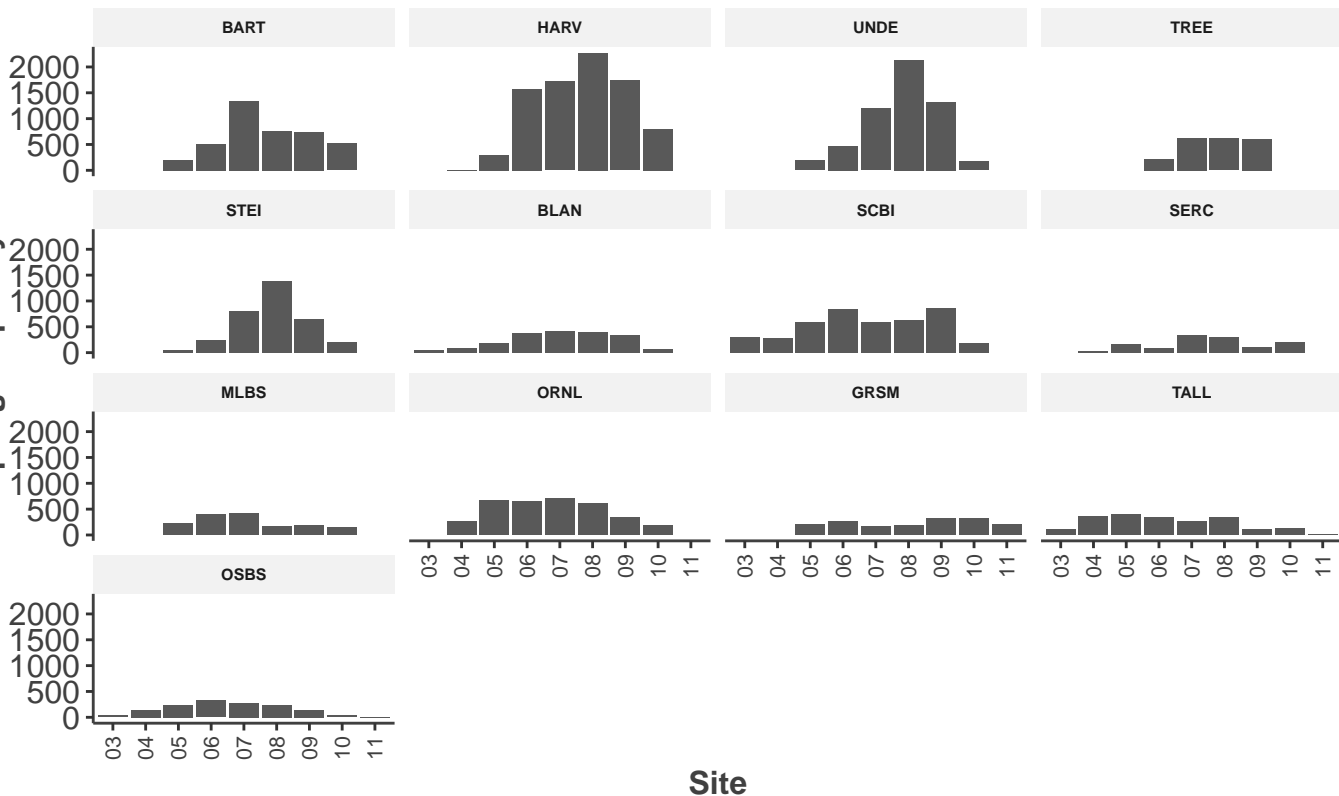 BART HARV UNDE TREE
2000
1500
1000
500
0
STEI BLAN SCBI SERC
2000
1500
1000
500
0
MLBS ORNL GRSM TALL
2000
1500
1000
500
0
03 04 05 06 07 08 09 10 11 03 04 05 06 07 08 09 10 11 03 04 05 06 07 08 09 10 11
OSBS
2000
1500
1000
500
0
03 04 05 06 07 08 09 10 11
Site